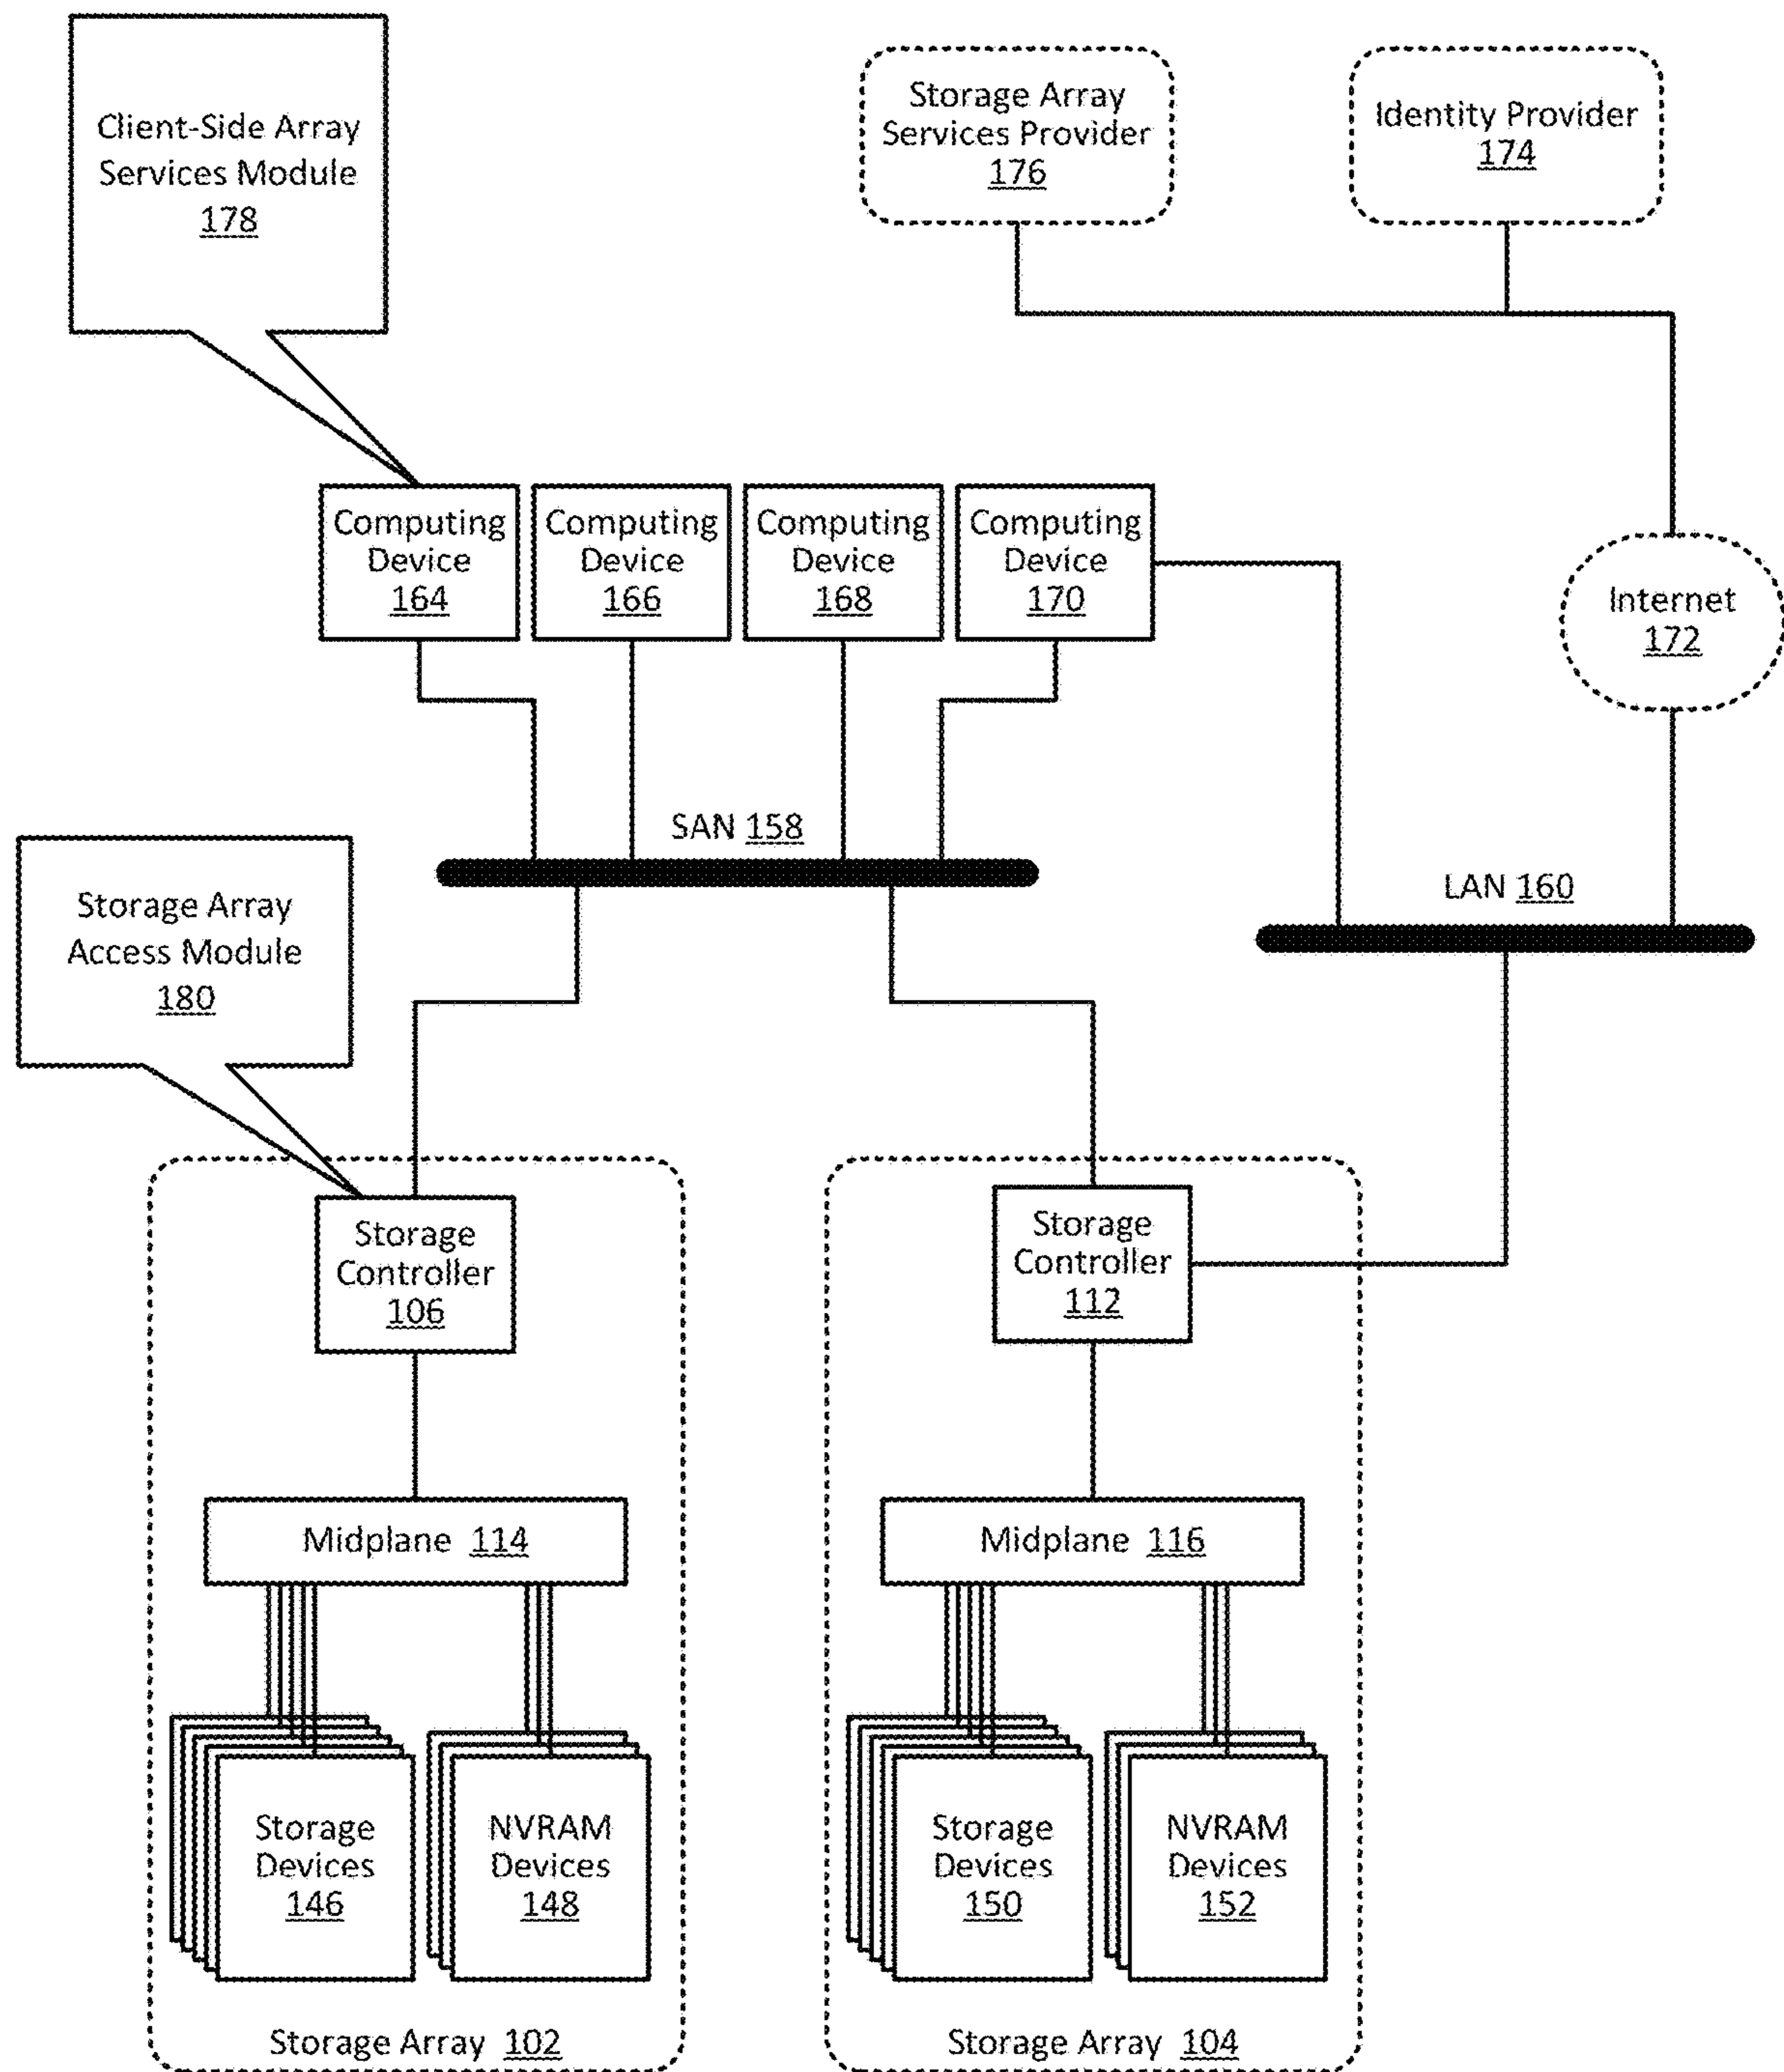 Client-Side Array
Services Module
178
Storage Array
Services Provider
176
Identity Provider
174
Computing
Device
164
Computing
Device
166
Computing
Device
168
Computing
Device
170
Internet
172
SAN 158
LAN 160
Storage Array
Access Module
180
Storage
Controller
106
Storage
Controller
112
Midplane 114
Midplane 116
Storage
Devices
146
NVRAM
Devices
148
Storage
Devices
150
NVRAM
Devices
152
Storage Array 102
Storage Array 104